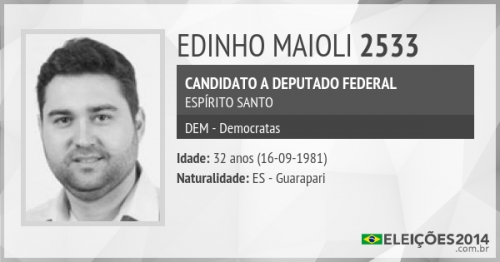 EDINHO MAIOLI 2533
CANDIDATO A DEPUTADO FEDERAL
ESPÍRITO SANTO
DEM - Democratas
Idade: 32 anos (16-09-1981)
Naturalidade: ES - Guarapari
ELEIÇÕES2014
.com.br